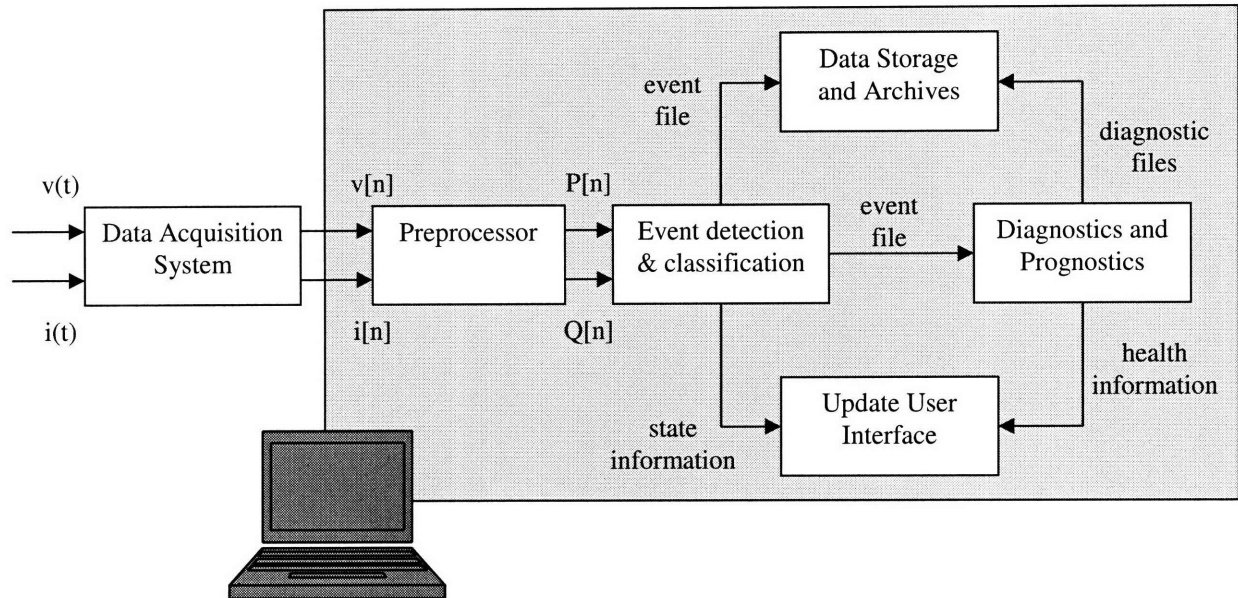 Data Storage
and Archives
event
file
diagnostic
files
v(t)
v[n]
P[n]
Data Acquisition
System
Preprocessor
Event detection
& classification
event
file
Diagnostics and
Prognostics
i(t)
i[n]
Q[n]
health
information
Update User
Interface
state
information